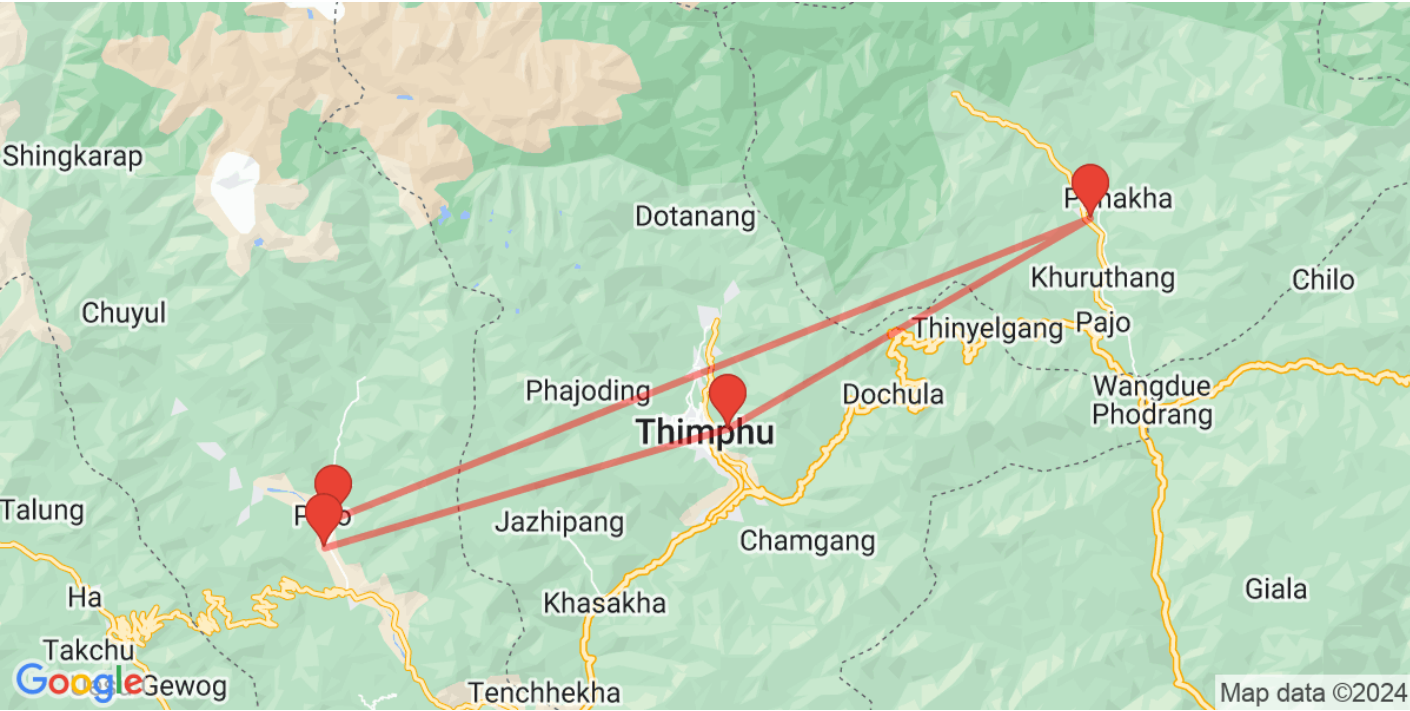 Shingkarap
Dotanang
Khuruthang
Chilo
Chuyul
Thinyelgang
Pajo
Phajoding
Dochula
Wangdue
Phodrang
Thimphu
Talung
Jazhipang
Chamgang
Ha
Khasakha
Giala
Takchu
Google
Gewog
Tenchhekha
Map data ©2024